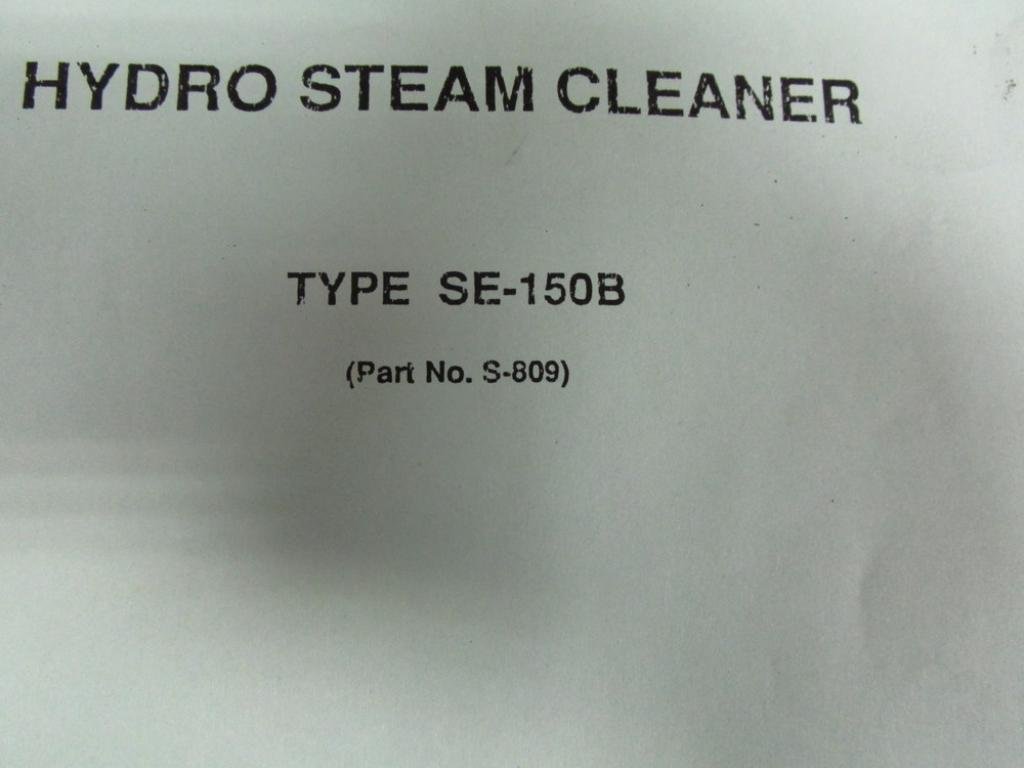 HYDRO STEAM CLEANER
TYPE SE-150B
(Part No. S-809)